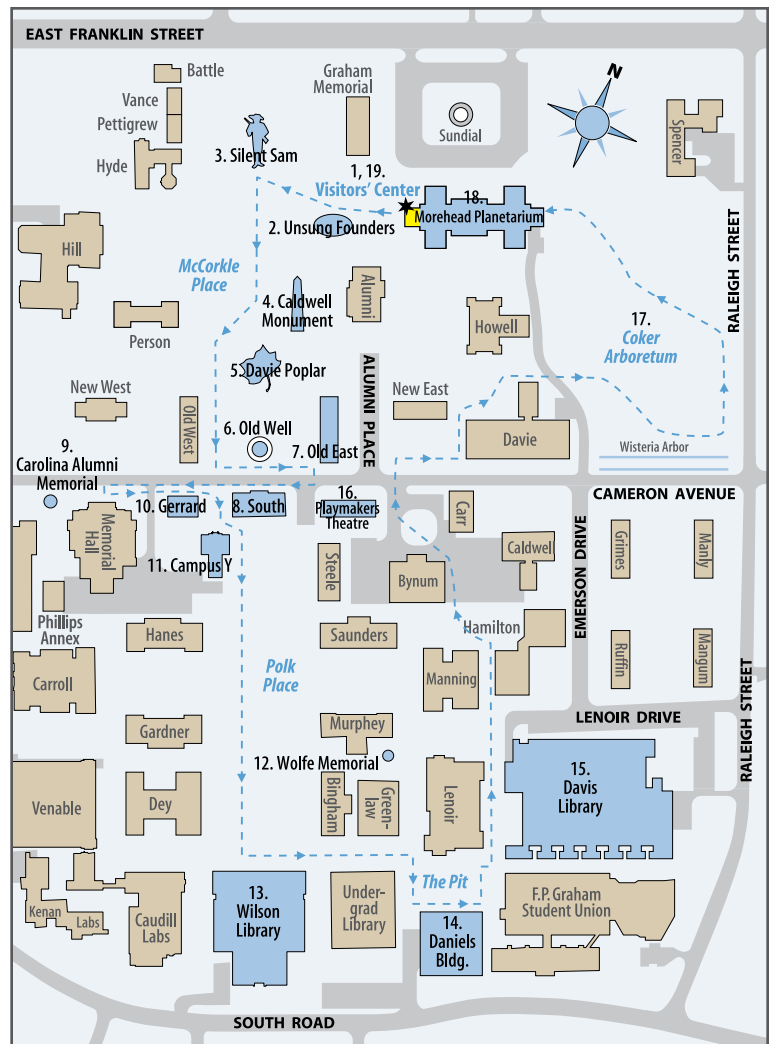 EAST FRANKLIN STREET
Battle
Vance
Pettigrew
Hyde
Graham
Memorial
Sundial
N
Spencer
3. Silent Sam
1, 19.
Visitors' Center
18.
Morehead Planetarium
2. Unsung Founders
Hill
McCorkle
Place
RALEIGH STREET
4. Caldwell
Monument
Alumni
Person
Howell
17.
Coker
Arboretum
5. Davie Poplar
ALUMNI PLACE
New West
Old West
New East
6. Old Well
7. Old East
Davie
Wisteria Arbor
9.
Carolina Alumni
Memorial
CAMERON AVENUE
10. Gerrard
8. South
16.
Playmakers
Theatre
Carr
Memorial
Hall
11. Campus Y
Steele
Bynum
Caldwell
EMERSON DRIVE
Grimes
Manly
Phillips
Annex
Hanes
Saunders
Hamilton
Ruffin
Mangum
Carroll
Polk
Place
Manning
RALEIGH STREET
LENOIR DRIVE
Gardner
Murphey
12. Wolfe Memorial
15.
Davis
Library
Venable
Dey
Bingham
Green-
law
Lenoir
The Pit
Kenan
Labs
Caudill
Labs
13.
Wilson
Library
Under-
grad
Library
14.
Daniels
Bldg.
F.P. Graham
Student Union
SOUTH ROAD